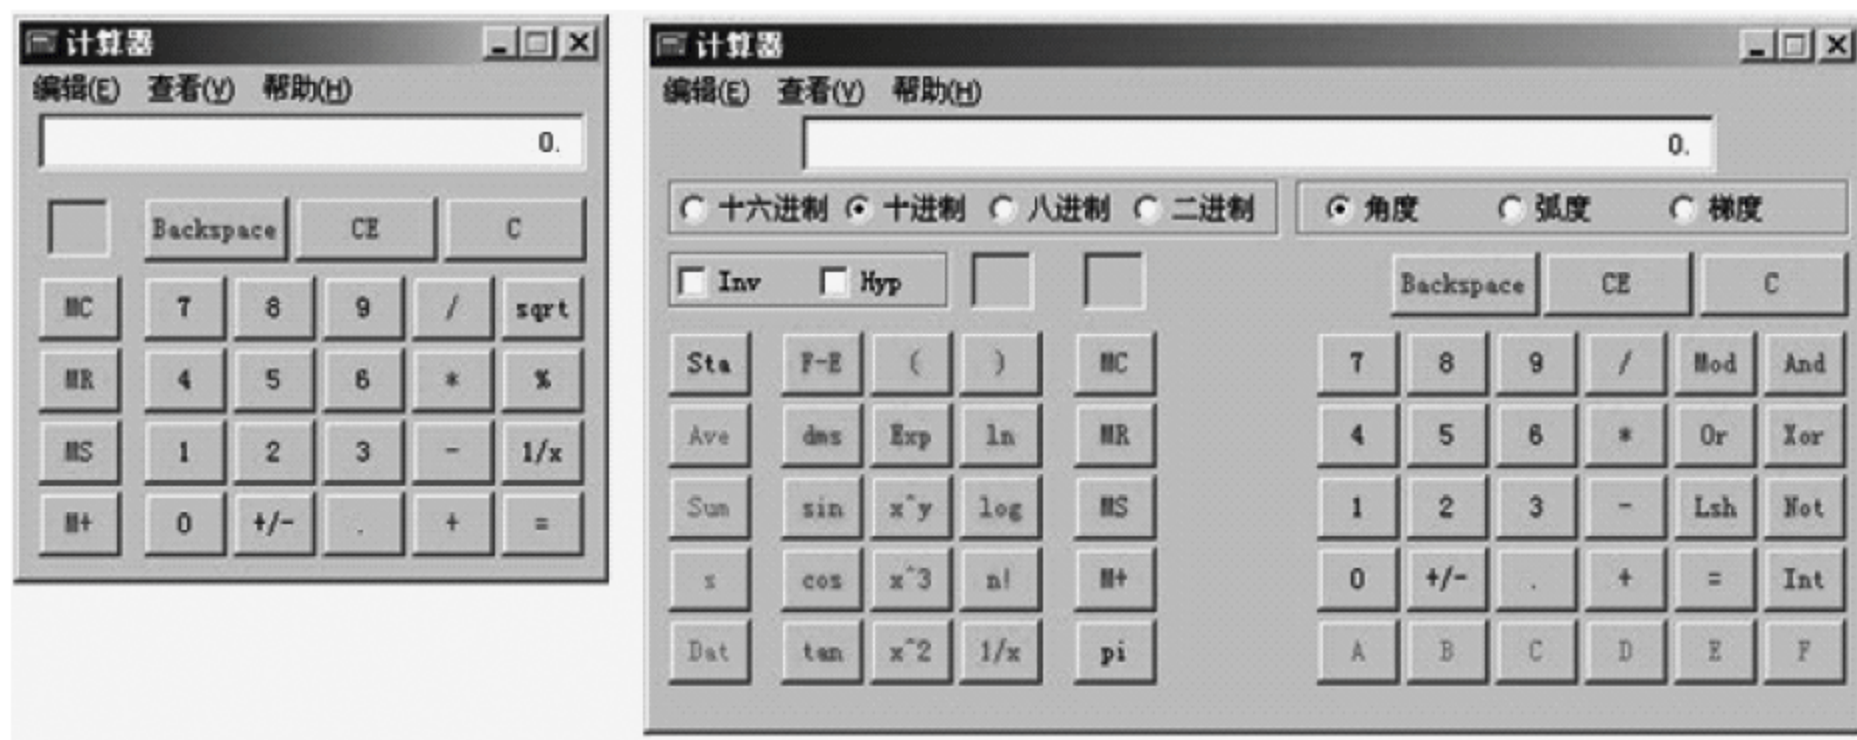 计算器
编辑(E) 查看(V) 帮助(H)
0.
Backspace CE C
MC 7 8 9 / sqrt
MR 4 5 6 * %
MS 1 2 3 - 1/x
M+ 0 +/- . + =
计算器
编辑(E) 查看(V) 帮助(H)
0.
十六进制 十进制 八进制 二进制 角度 弧度 梯度
Inv Hyp Backspace CE C
Sta F-E ( ) MC 7 8 9 / Mod And
Ave dms Exp ln MR 4 5 6 * Or Xor
Sum sin x^y log MS 1 2 3 - Lsh Not
s cos x^3 n! M+ 0 +/- . + = Int
Dat tan x^2 1/x pi A B C D E F